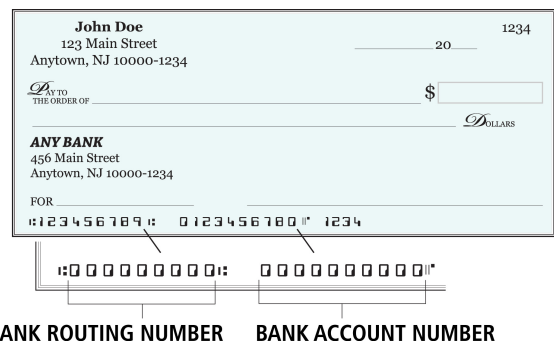 John Doe 1234
123 Main Street 20
Anytown, NJ 10000-1234
PAY TO
THE ORDER OF $
DOLLARS
ANY BANK
456 Main Street
Anytown, NJ 10000-1234
FOR
⑆123456789⑆ 0123456780⑈ 1234
⑆000000000⑆ 0000000000⑈
ANK ROUTING NUMBER BANK ACCOUNT NUMBER